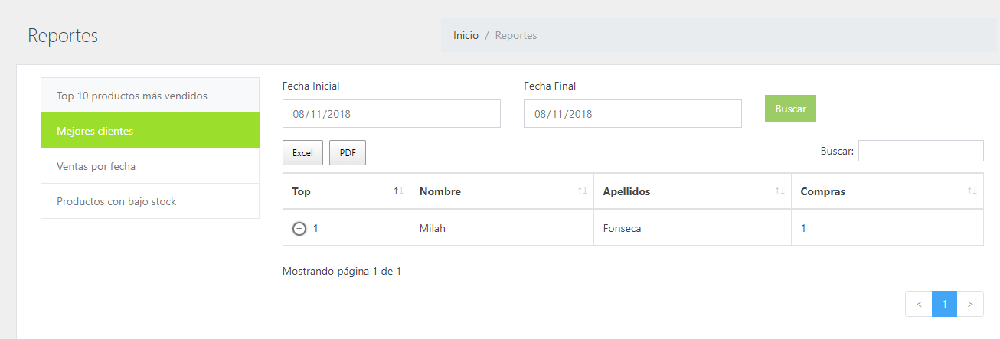 Reportes
Inicio / Reportes
Top 10 productos más vendidos
Mejores clientes
Ventas por fecha
Productos con bajo stock
Fecha Inicial
08/11/2018
Fecha Final
08/11/2018
Buscar
Excel
PDF
Buscar:
Top Nombre Apellidos Compras
1 Milah Fonseca 1
Mostrando página 1 de 1
< 1 >